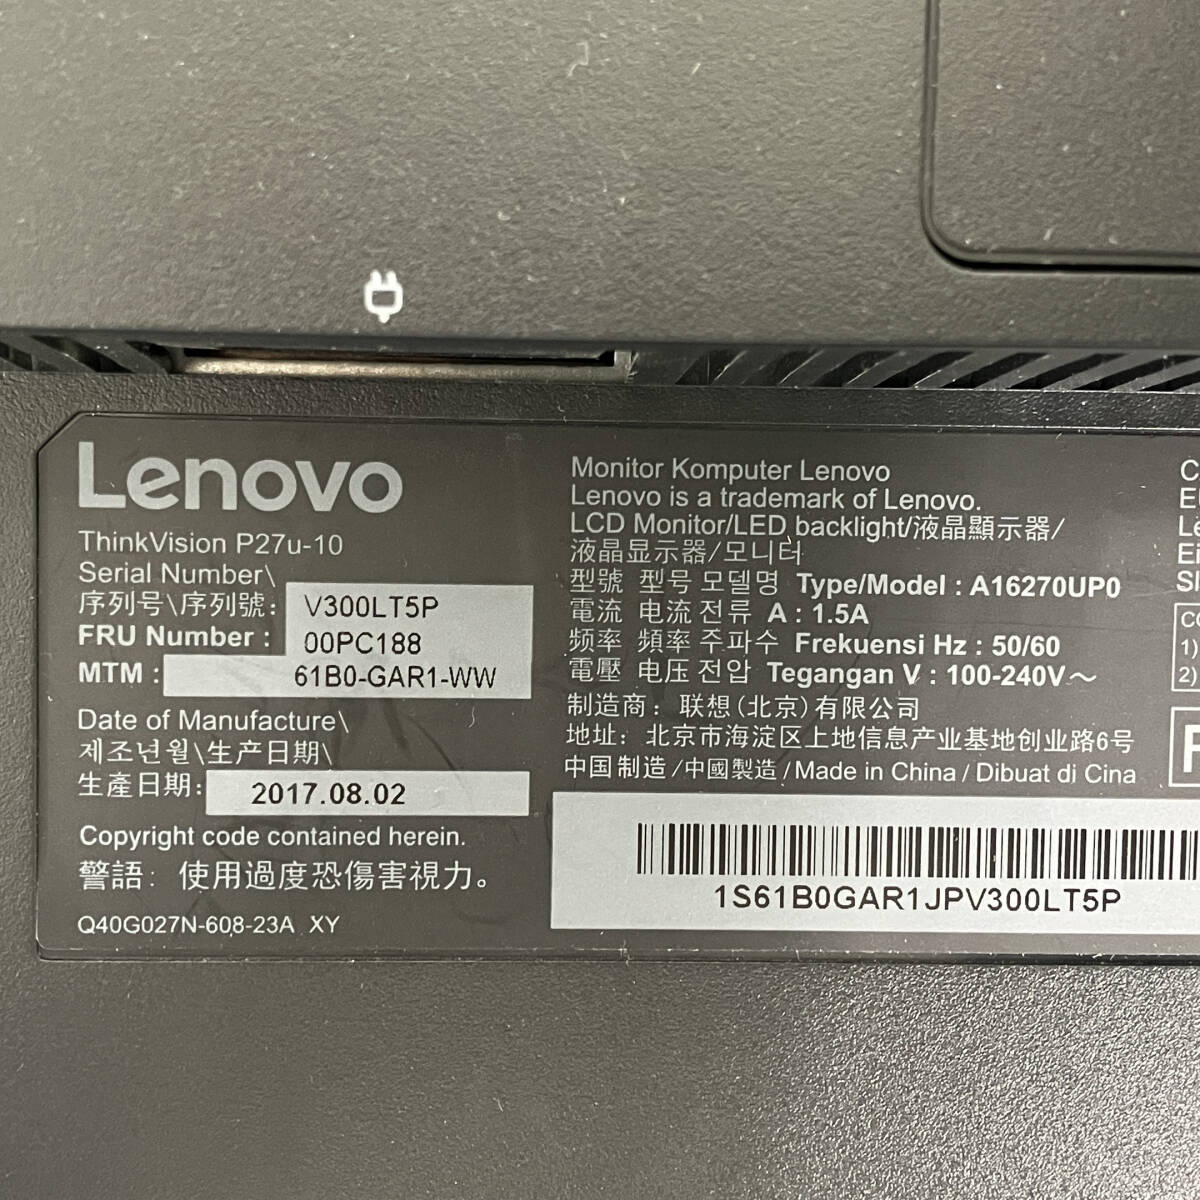 Lenovo
ThinkVision P27u-10
Serial Number\
序列号\序列號: V300LT5P
FRU Number : 00PC188
MTM : 61B0-GAR1-WW
Date of Manufacture\
제조년월\生产日期\
生產日期: 2017.08.02
Copyright code contained herein.
警語: 使用過度恐傷害視力。
Q40G027N-608-23A XY
Monitor Komputer Lenovo
Lenovo is a trademark of Lenovo.
LCD Monitor/LED backlight/液晶顯示器/
液晶显示器/모니터
型號 型号 모델명 Type/Model : A16270UP0
電流 电流 전류 A : 1.5A
频率 頻率 주파수 Frekuensi Hz : 50/60
電壓 电压 전압 Tegangan V : 100-240V～
制造商: 联想(北京)有限公司
地址: 北京市海淀区上地信息产业基地创业路6号
中国制造/中國製造/Made in China/Dibuat di Cina
1S61B0GAR1JPV300LT5P
1)
2)